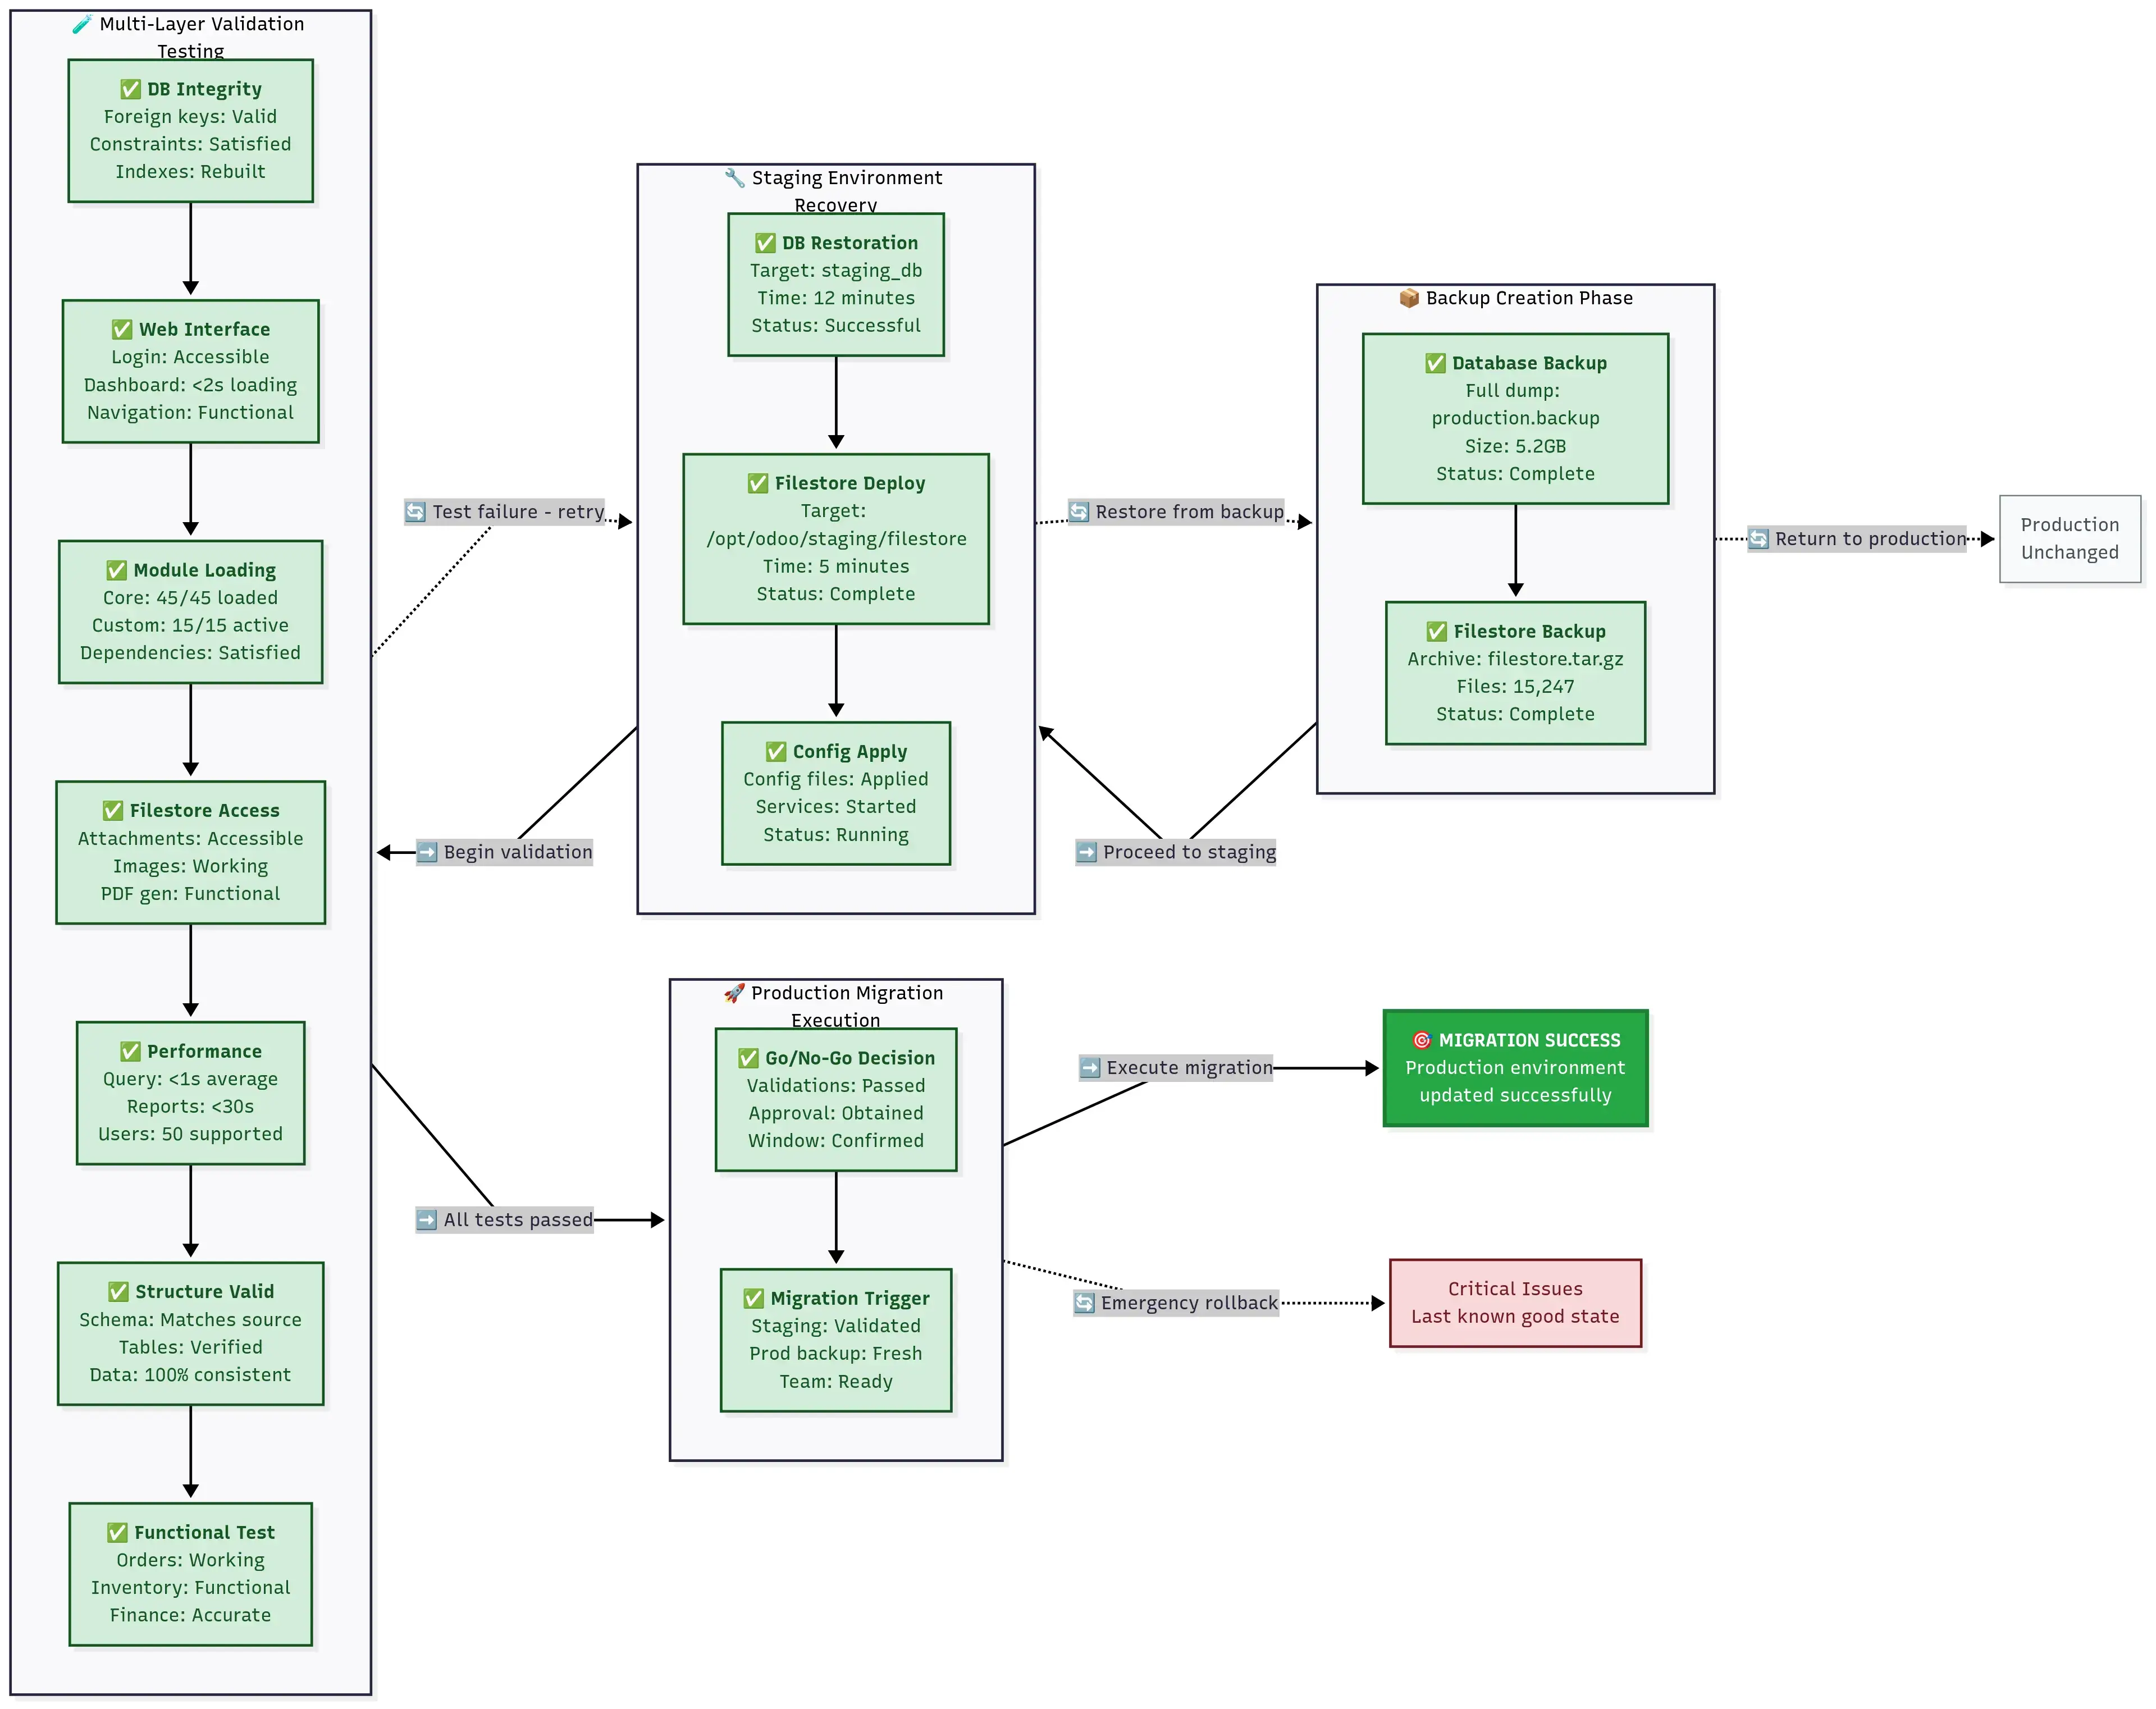 🧪 Multi-Layer Validation
Testing
✅ DB Integrity
Foreign keys: Valid
Constraints: Satisfied
Indexes: Rebuilt
✅ Web Interface
Login: Accessible
Dashboard: <2s loading
Navigation: Functional
✅ Module Loading
Core: 45/45 loaded
Custom: 15/15 active
Dependencies: Satisfied
✅ Filestore Access
Attachments: Accessible
Images: Working
PDF gen: Functional
✅ Performance
Query: <1s average
Reports: <30s
Users: 50 supported
✅ Structure Valid
Schema: Matches source
Tables: Verified
Data: 100% consistent
✅ Functional Test
Orders: Working
Inventory: Functional
Finance: Accurate
🔄 Test failure - retry
➡️ Begin validation
➡️ All tests passed
🔧 Staging Environment
Recovery
✅ DB Restoration
Target: staging_db
Time: 12 minutes
Status: Successful
✅ Filestore Deploy
Target:
/opt/odoo/staging/filestore
Time: 5 minutes
Status: Complete
✅ Config Apply
Config files: Applied
Services: Started
Status: Running
🔄 Restore from backup
➡️ Proceed to staging
📦 Backup Creation Phase
✅ Database Backup
Full dump:
production.backup
Size: 5.2GB
Status: Complete
✅ Filestore Backup
Archive: filestore.tar.gz
Files: 15,247
Status: Complete
🔄 Return to production
Production
Unchanged
🚀 Production Migration
Execution
✅ Go/No-Go Decision
Validations: Passed
Approval: Obtained
Window: Confirmed
✅ Migration Trigger
Staging: Validated
Prod backup: Fresh
Team: Ready
➡️ Execute migration
🔄 Emergency rollback
🎯 MIGRATION SUCCESS
Production environment
updated successfully
Critical Issues
Last known good state